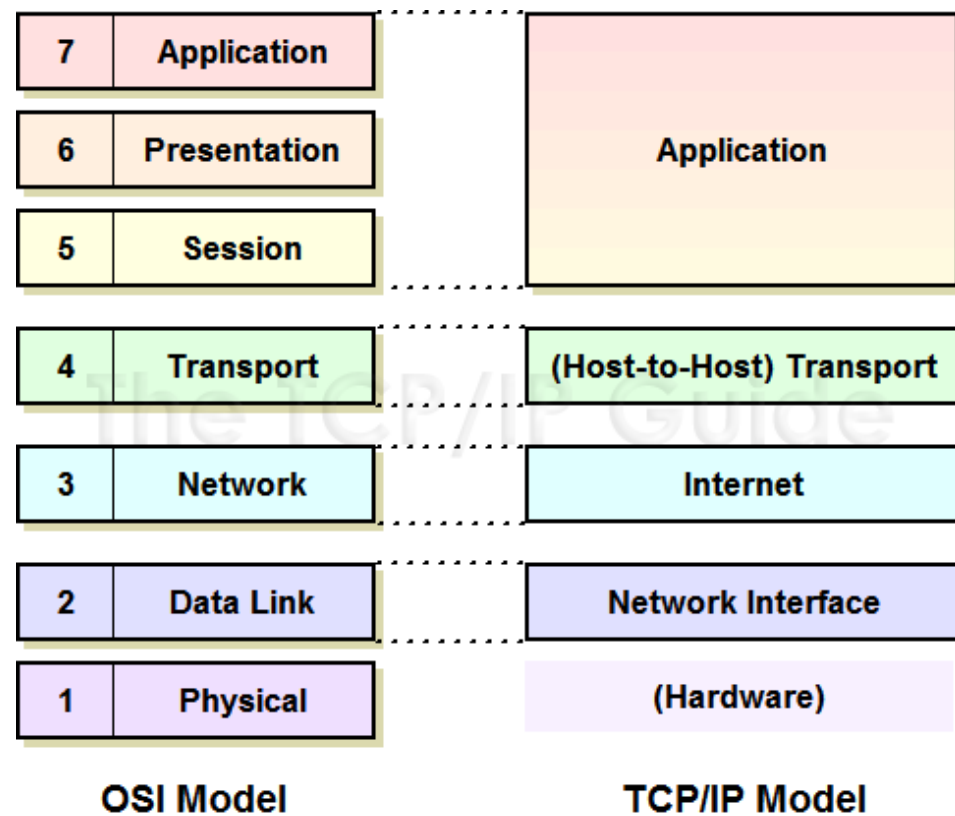 7 Application
6 Presentation
Application
5 Session
4 Transport
(Host-to-Host) Transport
The TCP/IP Guide
3 Network
Internet
2 Data Link
Network Interface
1 Physical
(Hardware)
OSI Model
TCP/IP Model